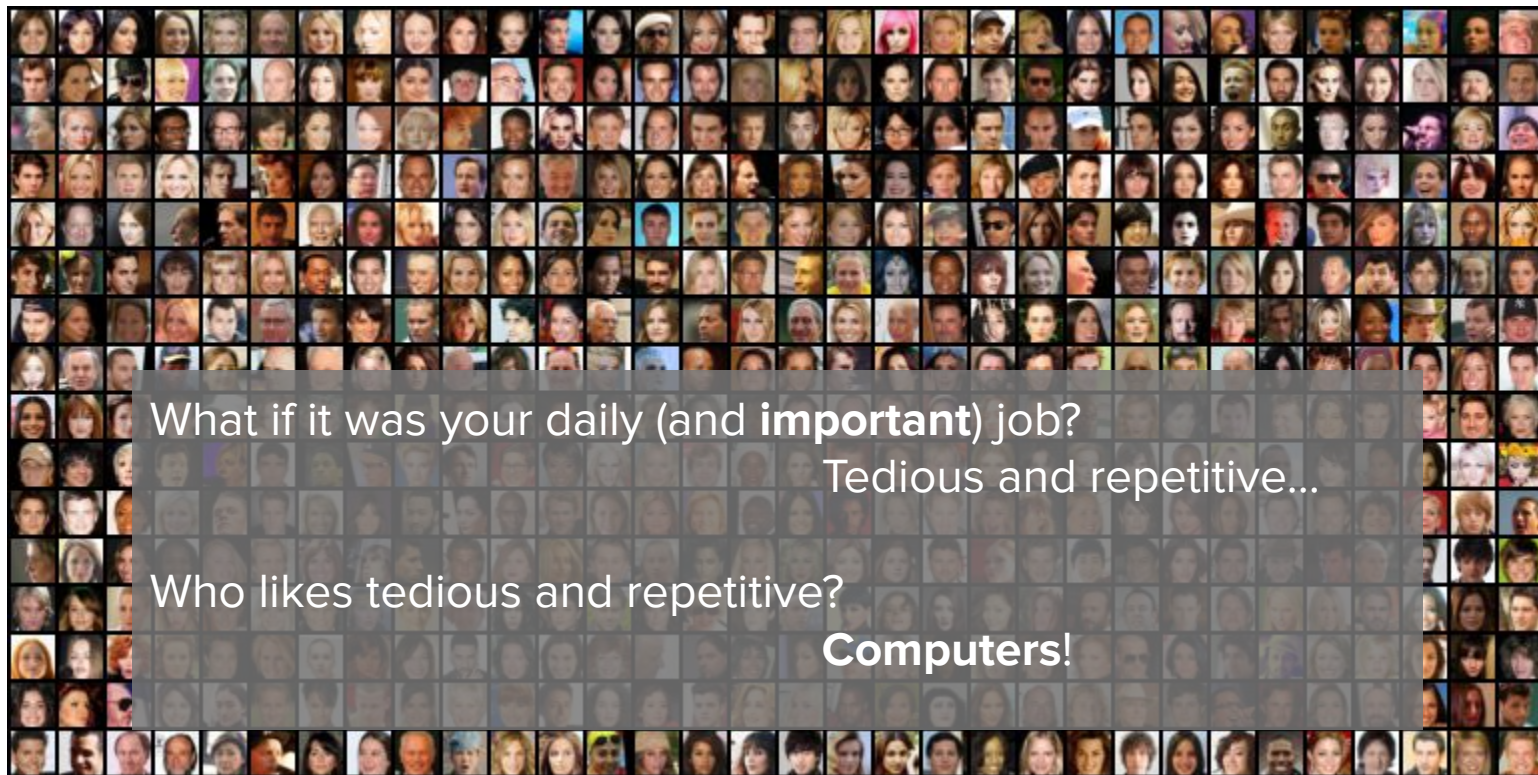 What if it was your daily (and important) job?
Tedious and repetitive...
Who likes tedious and repetitive?
Computers!